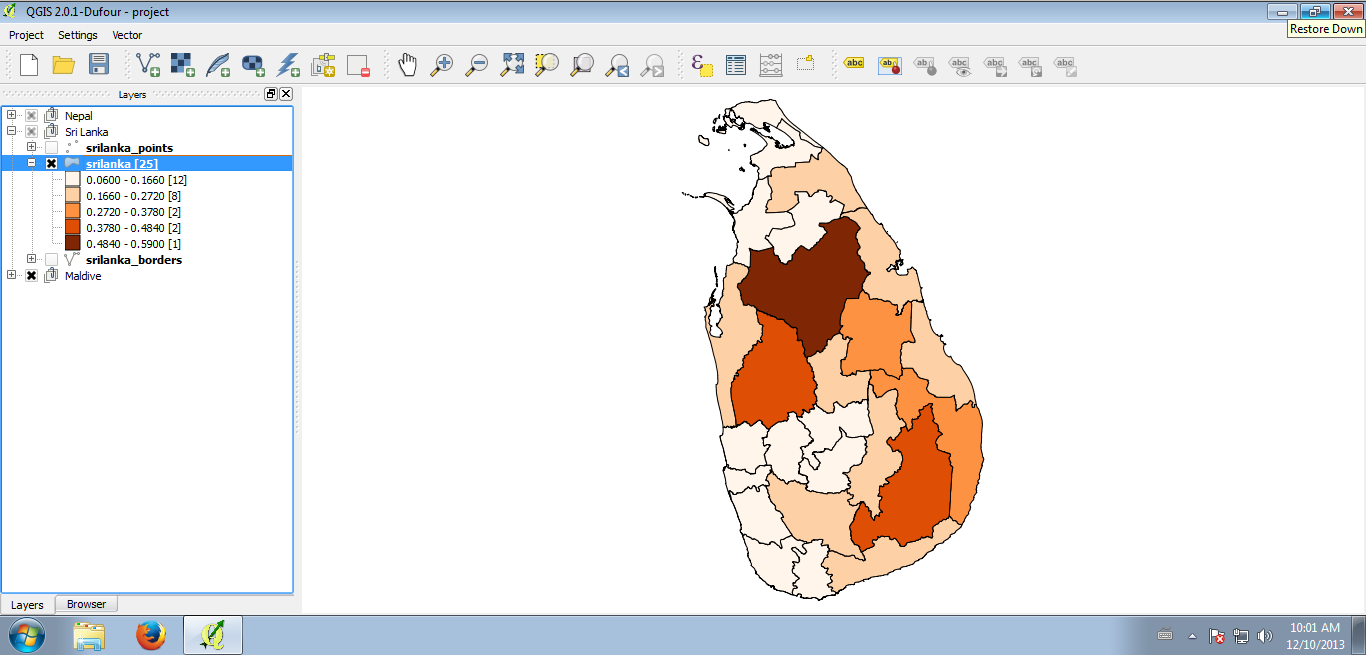 QGIS 2.0.1-Dufour - project
Restore Down
Project Settings Vector
abc
Layers
Nepal
Sri Lanka
srilanka_points
srilanka [25]
0.0600 - 0.1660 [12]
0.1660 - 0.2720 [8]
0.2720 - 0.3780 [2]
0.3780 - 0.4840 [2]
0.4840 - 0.5900 [1]
srilanka_borders
Maldive
Layers Browser
10:01 AM
12/10/2013